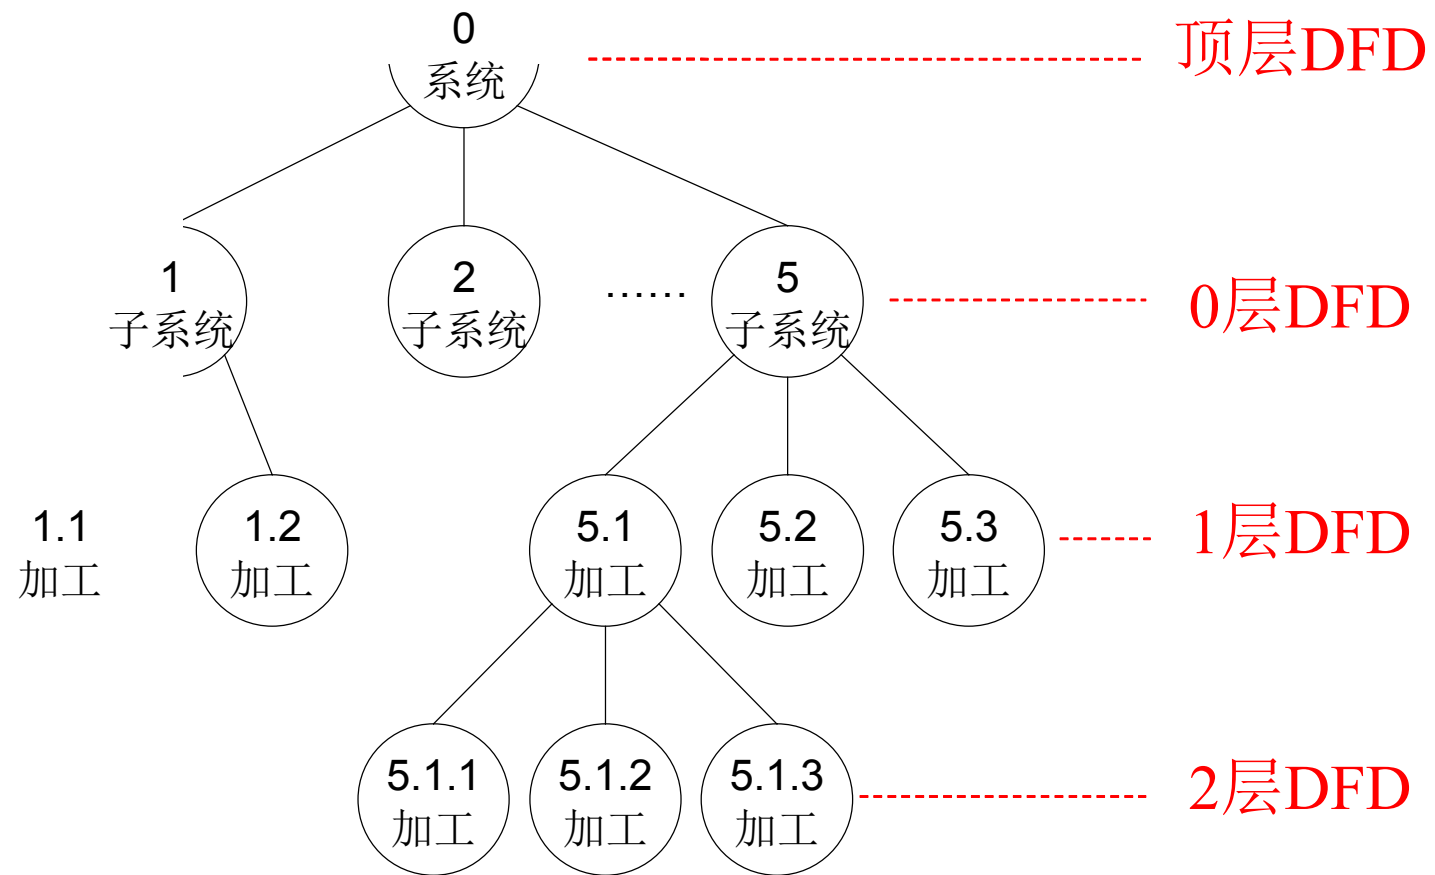 0
系统
顶层DFD
1
子系统
2
子系统
......
5
子系统
0层DFD
1.1
加工
1.2
加工
5.1
加工
5.2
加工
5.3
加工
1层DFD
5.1.1
加工
5.1.2
加工
5.1.3
加工
2层DFD